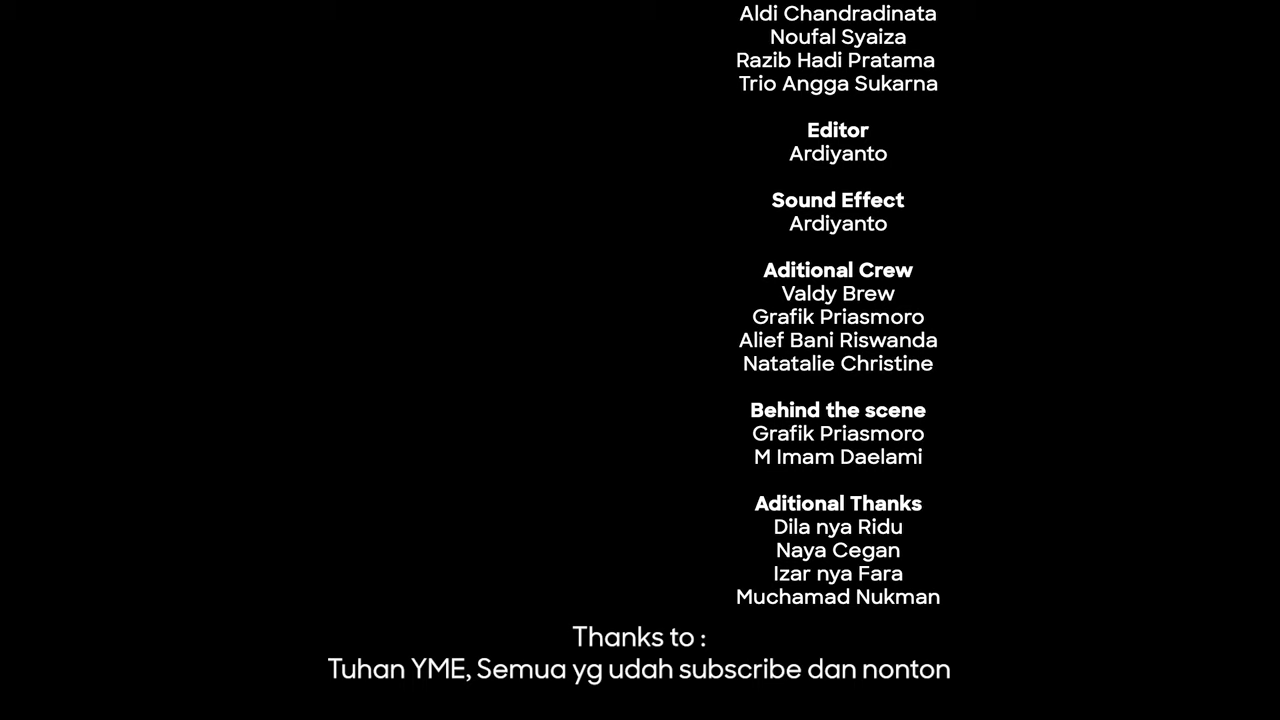 Aldi Chandradinata
Noufal Syaiza
Razib Hadi Pratama
Trio Angga Sukarna
Editor
Ardiyanto
Sound Effect
Ardiyanto
Aditional Crew
Valdy Brew
Grafik Priasmoro
Alief Bani Riswanda
Natatalie Christine
Behind the scene
Grafik Priasmoro
M Imam Daelami
Aditional Thanks
Dila nya Ridu
Naya Cegan
Izar nya Fara
Muchamad Nukman
Thanks to :
Tuhan YME, Semua yg udah subscribe dan nonton